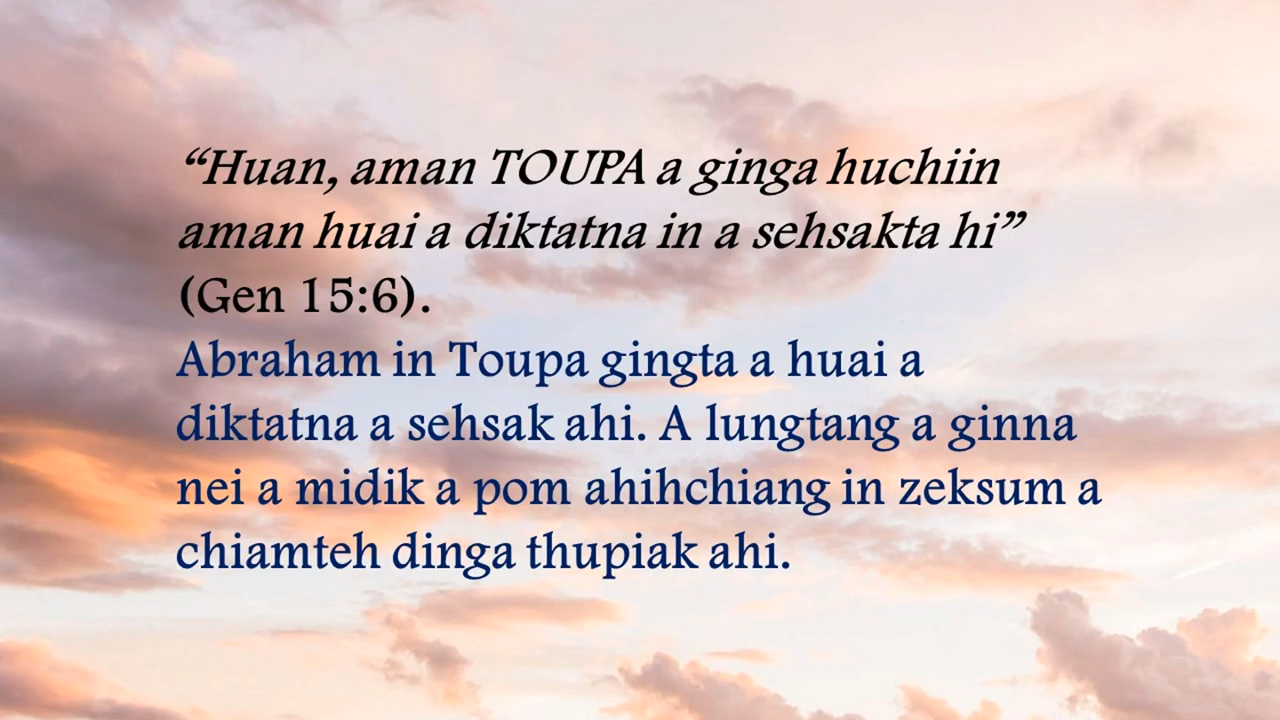 “Huan, aman TOUPA a ginga huchiin
aman huai a diktatna in a sehsakta hi”
(Gen 15:6).
Abraham in Toupa gingta a huai a
diktatna a sehsak ahi. A lungtang a ginna
nei a midik a pom ahihchiang in zeksum a
chiamteh dinga thupiak ahi.